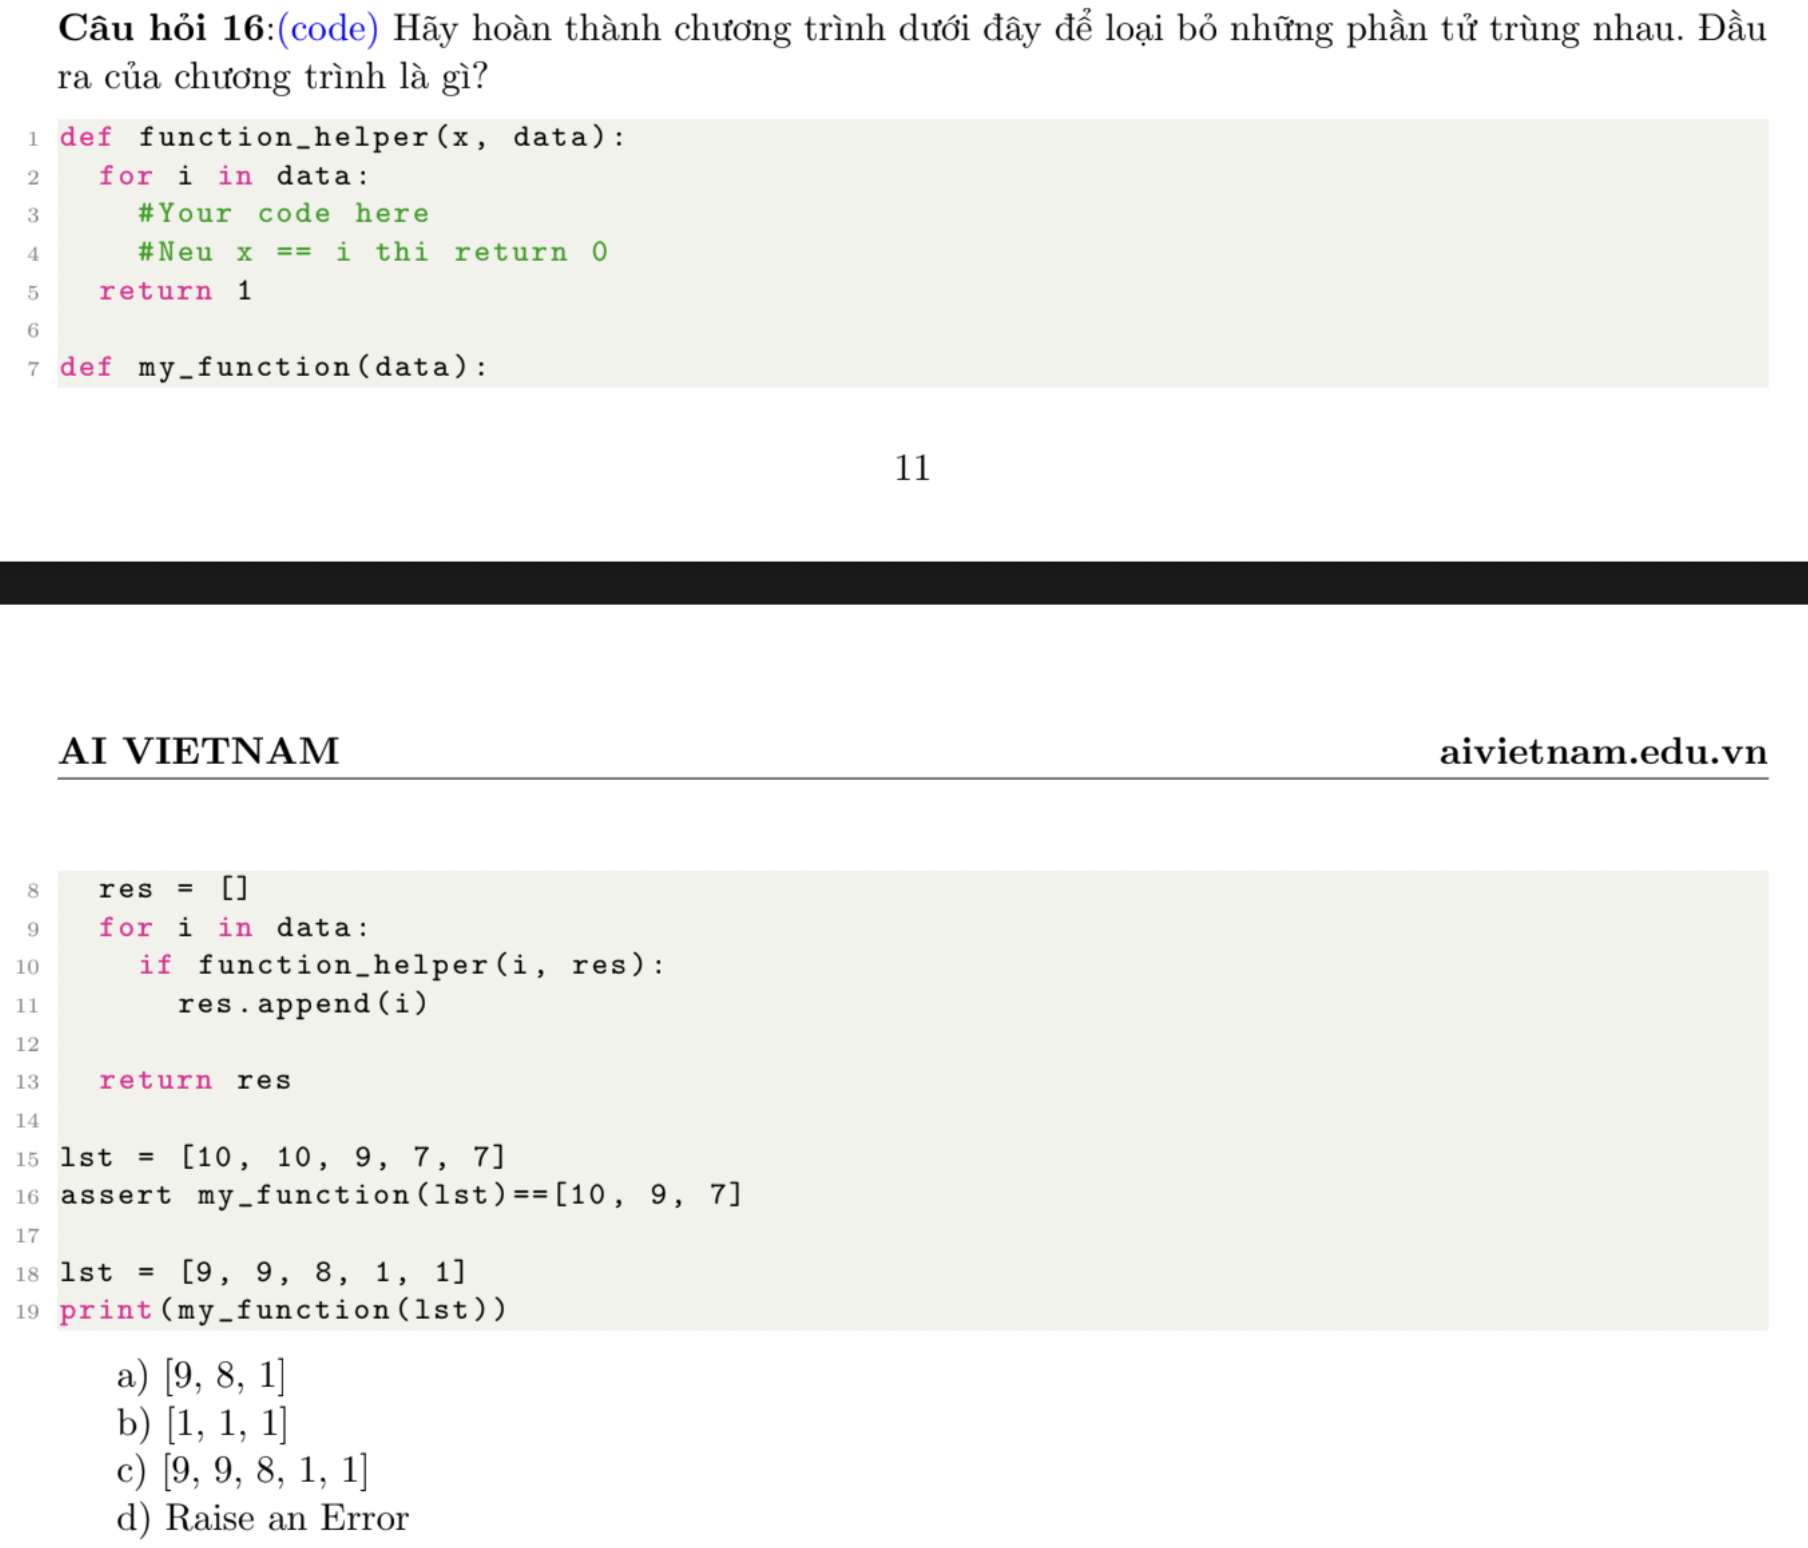 Câu hỏi 16:(code) Hãy hoàn thành chương trình dưới đây để loại bỏ những phần tử trùng nhau. Đầu
ra của chương trình là gì?
1 def function_helper(x, data):
2   for i in data:
3     #Your code here
4     #Neu x == i thi return 0
5   return 1
6
7 def my_function(data):
11
AI VIETNAM aivietnam.edu.vn
8   res = []
9   for i in data:
10     if function_helper(i, res):
11       res.append(i)
12
13   return res
14
15 lst = [10, 10, 9, 7, 7]
16 assert my_function(lst)==[10, 9, 7]
17
18 lst = [9, 9, 8, 1, 1]
19 print(my_function(lst))
a) [9, 8, 1]
b) [1, 1, 1]
c) [9, 9, 8, 1, 1]
d) Raise an Error